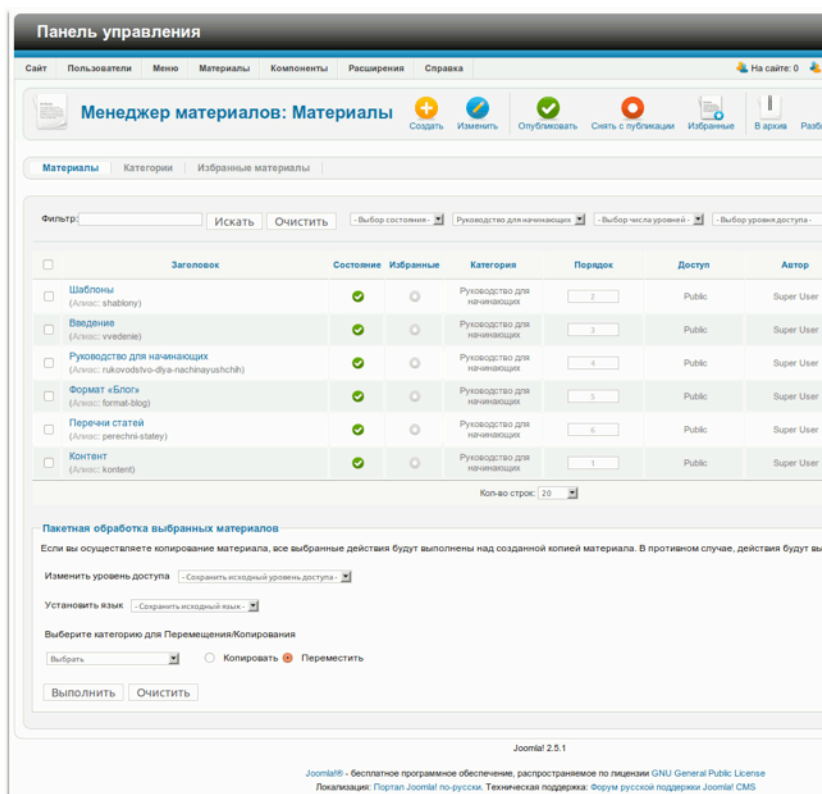 Панель управления
Сайт Пользователи Меню Материалы Компоненты Расширения Справка На сайте: 0
Менеджер материалов: Материалы Создать Изменить Опубликовать Снять с публикации Избранные В архив
Материалы Категории Избранные материалы
Фильтр: Искать Очистить - Выбор состояния - Руководство для начинающих - Выбор числа уровней - - Выбор уровня доступа -
Заголовок Состояние Избранные Категория Порядок Доступ Автор
Шаблоны Руководство для начинающих 2 Public Super User
(Алиас: shablony)
Введение Руководство для начинающих 3 Public Super User
(Алиас: vvedenie)
Руководство для начинающих Руководство для начинающих 4 Public Super User
(Алиас: rukovodstvo-dlya-nachinayushchih)
Формат «Блог» Руководство для начинающих 5 Public Super User
(Алиас: format-blog)
Перечни статей Руководство для начинающих 6 Public Super User
(Алиас: perechni-statey)
Контент Руководство для начинающих 1 Public Super User
(Алиас: kontent)
Кол-во строк: 20
Пакетная обработка выбранных материалов
Если вы осуществляете копирование материала, все выбранные действия будут выполнены над созданной копией материала. В противном случае, действия будут вы
Изменить уровень доступа - Сохранить исходный уровень доступа -
Установить язык - Сохранить исходный язык -
Выберите категорию для Перемещения/Копирования
Выбрать Копировать Переместить
Выполнить Очистить
Joomla! 2.5.1
Joomla!® - бесплатное программное обеспечение, распространяемое по лицензии GNU General Public License
Локализация: Портал Joomla! по-русски. Техническая поддержка: Форум русской поддержки Joomla! CMS